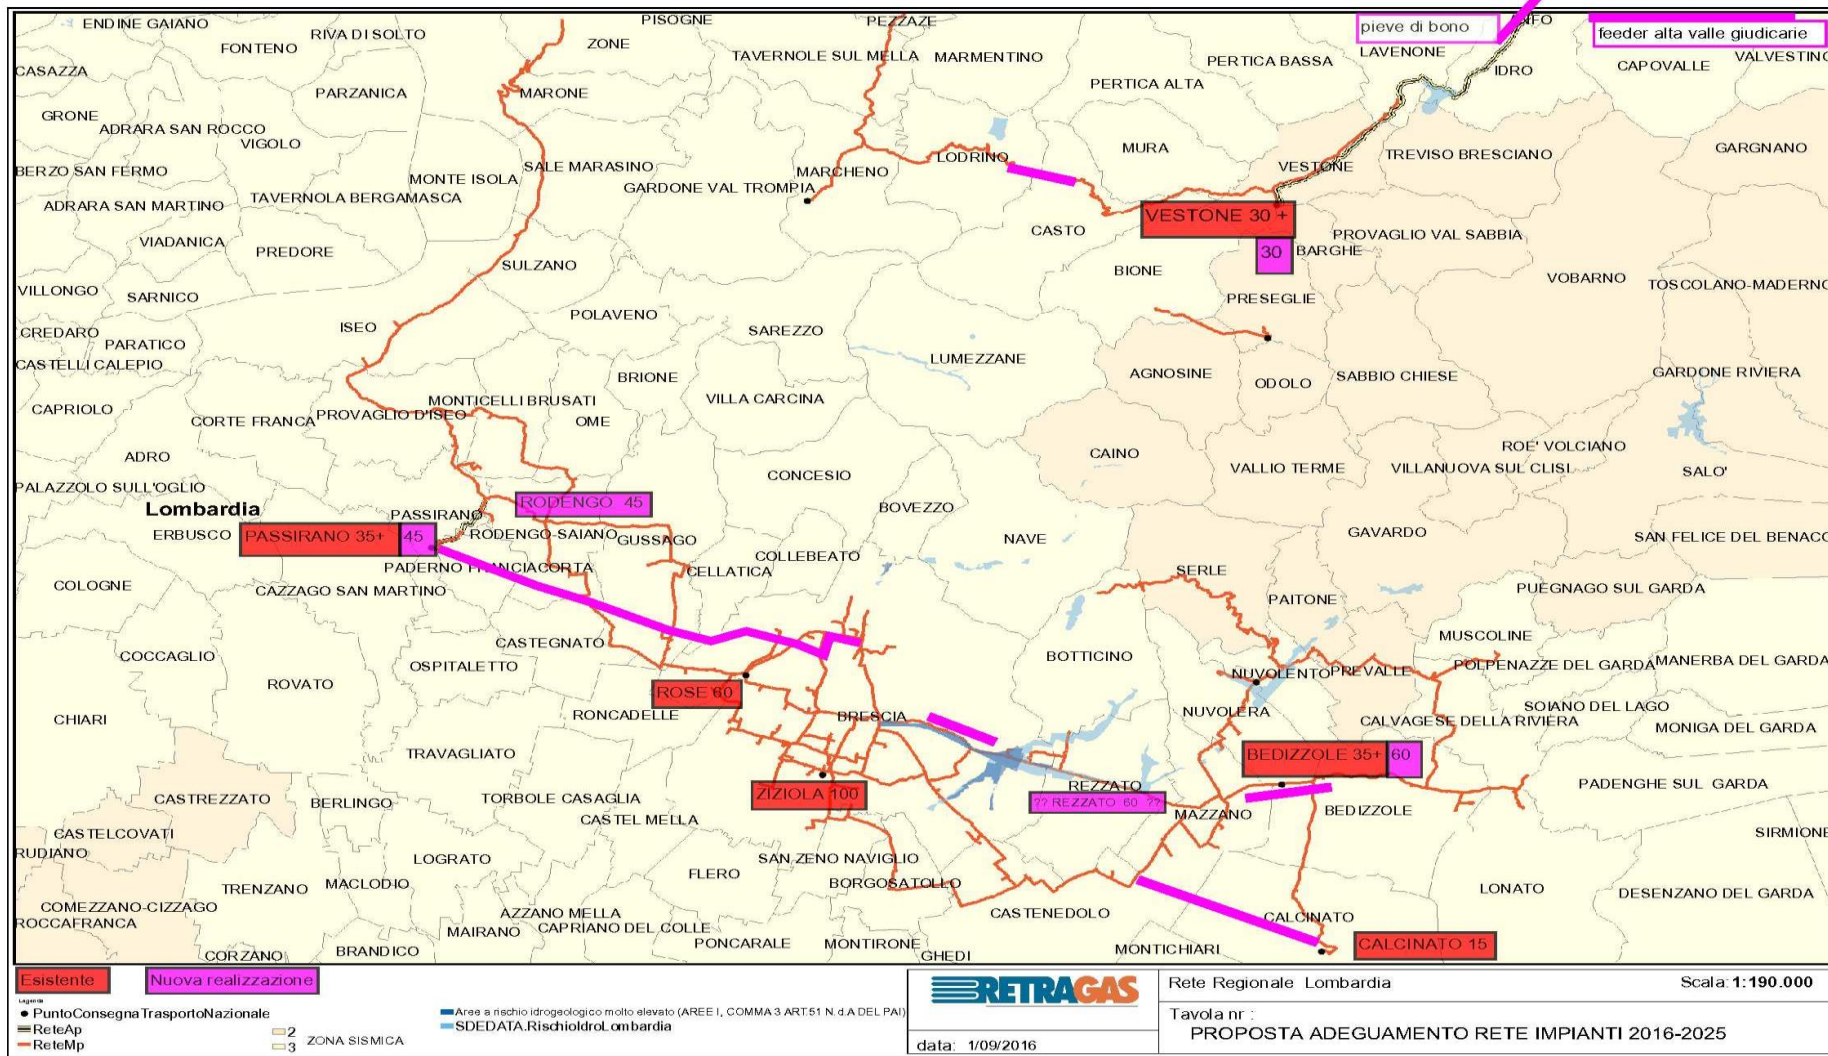 ENDINE GAIANO
PISOGNE
PEZZAZE
pieve di bono
feeder alta valle giudicarie
FONTENO
RIVA DI SOLTO
ZONE
TAVERNOLE SUL MELLA
MARMENTINO
PERTICA BASSA
LAVENONE
IDRO
CAPOVALLE
VALVESTINO
CASAZZA
PARZANICA
MARONE
PERTICA ALTA
GRONE
ADRARA SAN ROCCO
VIGOLO
MURA
TREVISO BRESCIANO
GARGNANO
BERZO SAN FERMO
MONTE ISOLA
SALE MARASINO
GARDONE VAL TROMPIA
MARCHENO
LODRINO
VESTONE
ADRARA SAN MARTINO
TAVERNOLA BERGAMASCA
VESTONE 30 +
30
VIADANICA
PREDORE
CASTO
BARGHE
PROVAGLIO VAL SABBIA
SULZANO
BIONE
VOBARNO
TOSCOLANO-MADERNO
VILLONGO
SARNICO
PRESEGLIE
CREDARO
PARATICO
ISEO
POLAVENO
SAREZZO
CASTELLI CALEPIO
BRIONE
LUMEZZANE
AGNOSINE
ODOLO
SABBIO CHIESE
GARDONE RIVIERA
CAPRIOLO
CORTE FRANCA
PROVAGLIO D'ISEO
MONTICELLI BRUSATI
OME
VILLA CARCINA
ADRO
CONCESIO
CAINO
VALLIO TERME
VILLANUOVA SUL CLISI
ROE' VOLCIANO
SALO'
PALAZZOLO SULL'OGLIO
Lombardia
PASSIRANO
RODENGO 45
BOVEZZO
ERBUSCO
PASSIRANO 35+
45
RODENGO-SAIANO
GUSSAGO
COLLEBEATO
NAVE
GAVARDO
SAN FELICE DEL BENACO
COLOGNE
CAZZAGO SAN MARTINO
PADERNO FRANCIACORTA
CELLATICA
SERLE
PAITONE
PUEGNAGO SUL GARDA
COCCAGLIO
ROVATO
OSPITALETTO
CASTEGNATO
BOTTICINO
MUSCOLINE
NUVOLENTO
PREVALLE
POLPENAZZE DEL GARDA
MANERBA DEL GARDA
CHIARI
ROSE 60
RONCADELLE
BRESCIA
NUVOLERA
CALVAGESE DELLA RIVIERA
SOIANO DEL LAGO
MONIGA DEL GARDA
TRAVAGLIATO
BEDIZZOLE 35+
60
CASTREZZATO
BERLINGO
TORBOLE CASAGLIA
ZIZIOLA 100
REZZATO
?? REZZATO 60 ??
PADENGHE SUL GARDA
CASTELCOVATI
CASTEL MELLA
MAZZANO
BEDIZZOLE
SIRMIONE
RUDIANO
LOGRATO
SAN ZENO NAVIGLIO
TRENZANO
MACLODIO
FLERO
BORGOSATOLLO
LONATO
DESENZANO DEL GARDA
COMEZZANO-CIZZAGO
ROCCAFRANCA
AZZANO MELLA
CASTENEDOLO
CALCINATO
CORZANO
BRANDICO
MAIRANO
CAPRIANO DEL COLLE
PONCARALE
MONTIRONE
GHEDI
MONTICHIARI
CALCINATO 15
Esistente
Nuova realizzazione
Legenda
PuntoConsegnaTrasportoNazionale
ReteAp
ReteMp
2
3
ZONA SISMICA
Aree a rischio idrogeologico molto elevato (AREE I, COMMA 3 ART.51 N.d.A DEL PAI)
SDEDATA.RischioIdroLombardia
RETRAGAS
data: 1/09/2016
Rete Regionale Lombardia
Scala: 1:190.000
Tavola nr :
PROPOSTA ADEGUAMENTO RETE IMPIANTI 2016-2025